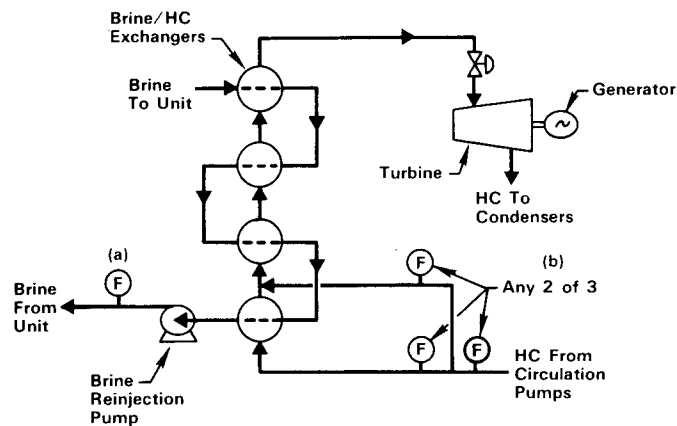 Brine/HC
Exchangers
Brine
To Unit
Generator
Turbine
HC To
Condensers
(a)
(b)
F
F
Any 2 of 3
Brine
From
Unit
F
F
HC From
Circulation
Pumps
Brine
Reinjection
Pump